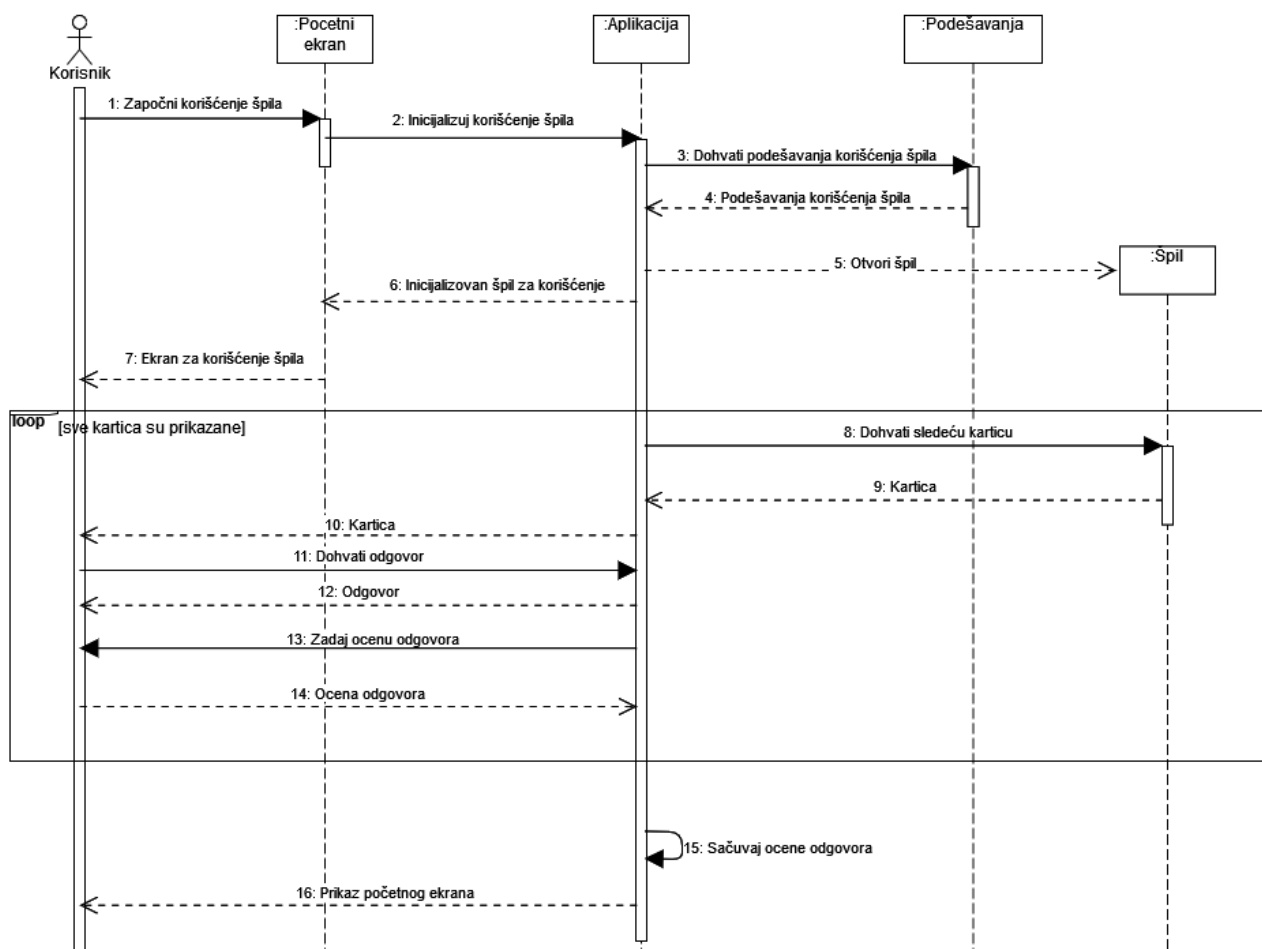 :Pocetni
ekran
:Aplikacija
:Podešavanja
Korisnik
1: Započni korišćenje špila
2: Inicijalizuj korišćenje špila
3: Dohvati podešavanja korišćenja špila
4: Podešavanja korišćenja špila
:Špil
5: Otvori špil
6: Inicijalizovan špil za korišćenje
7: Ekran za korišćenje špila
loop
[sve kartica su prikazane]
8: Dohvati sledeću karticu
9: Kartica
10: Kartica
11: Dohvati odgovor
12: Odgovor
13: Zadaj ocenu odgovora
14: Ocena odgovora
15: Sačuvaj ocene odgovora
16: Prikaz početnog ekrana